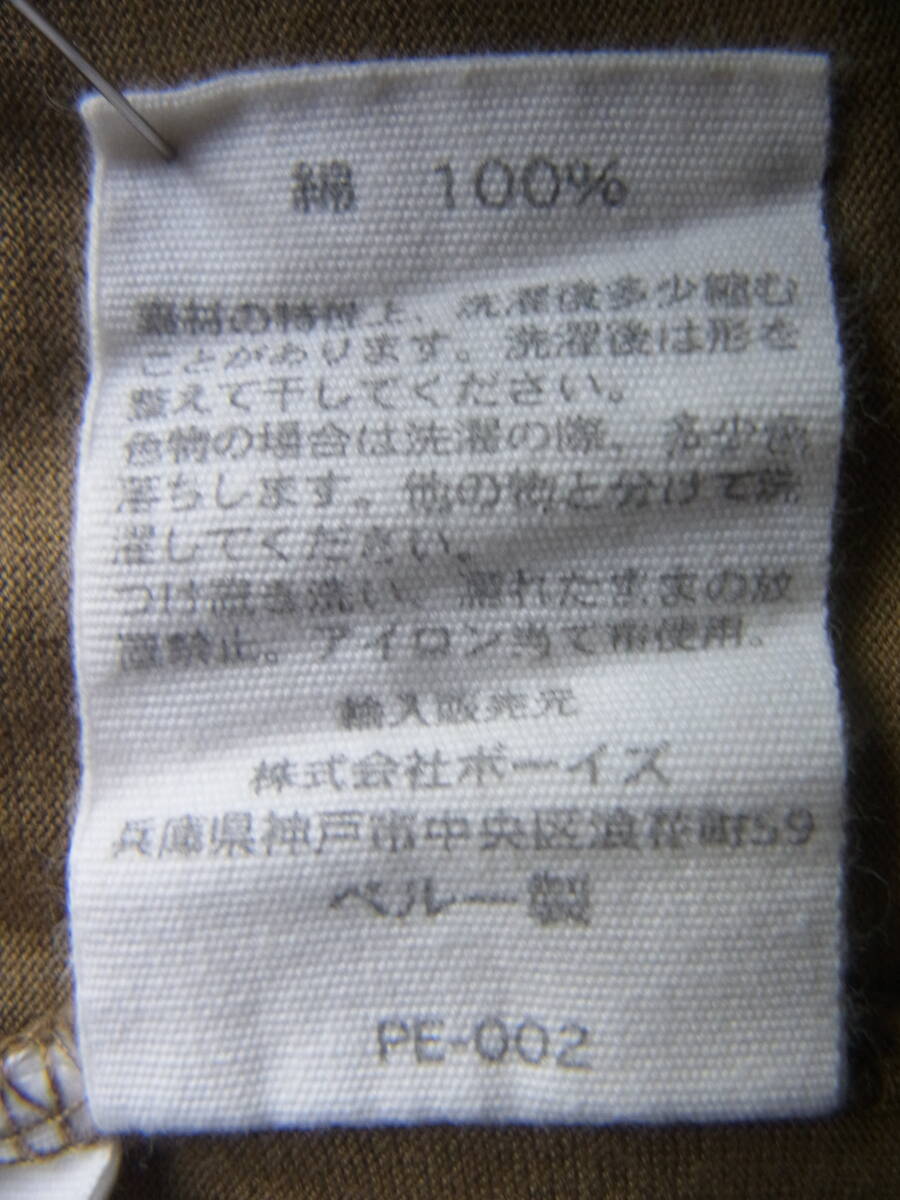 綿 100%
素材の特性上、洗濯後多少縮む
ことがあります。洗濯後は形を
整えて干してください。
色物の場合は洗濯の際、多少色
落ちします。他の物と分けて洗
濯してください。
つけ置き洗い、濡れたままの放
置禁止。アイロン当て布使用。
輸入販売元
株式会社ボーイズ
兵庫県神戸市中央区浪花町59
ペルー製
PE-002